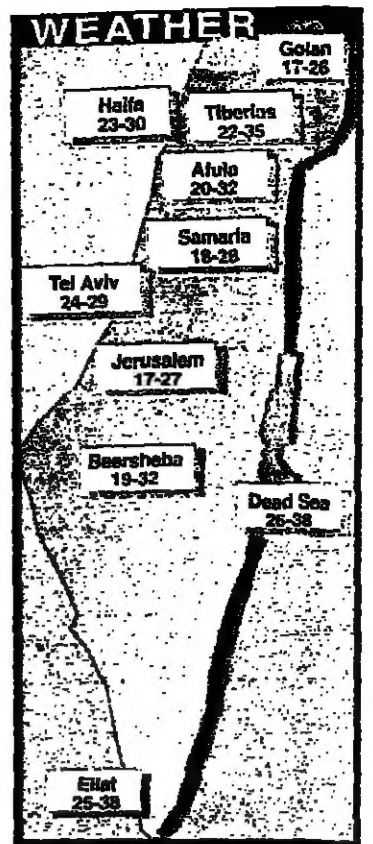 WEATHER
Golan
17-26
Haifa
23-30
Tiberias
22-35
Afula
20-32
Samaria
18-28
Tel Aviv
24-29
Jerusalem
17-27
Beersheba
19-32
Dead Sea
26-38
Eilat
25-38